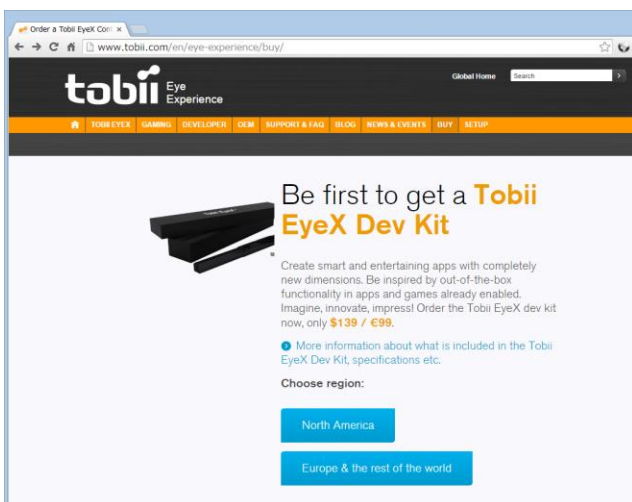 Order a Tobii EyeX Con
www.tobii.com/en/eye-experience/buy/
tobii Eye Experience
Global Home
Search
TOBII EYEX GAMING DEVELOPER OEM SUPPORT & FAQ BLOG NEWS & EVENTS BUY SETUP
Be first to get a Tobii
EyeX Dev Kit
Create smart and entertaining apps with completely
new dimensions. Be inspired by out-of-the-box
functionality in apps and games already enabled.
Imagine, innovate, impress! Order the Tobii EyeX dev kit
now, only $139 / €99.
More information about what is included in the Tobii
EyeX Dev Kit, specifications etc.
Choose region:
North America
Europe & the rest of the world